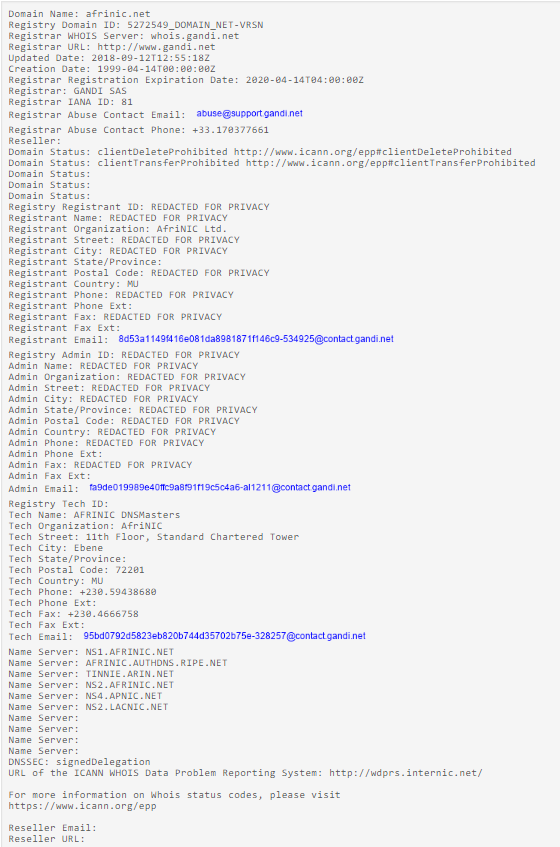 Domain Name: afrinic.net
Registry Domain ID: 5272549_DOMAIN_NET-VRSN
Registrar WHOIS Server: whois.gandi.net
Registrar URL: http://www.gandi.net
Updated Date: 2018-09-12T12:55:18Z
Creation Date: 1999-04-14T00:00:00Z
Registrar Registration Expiration Date: 2020-04-14T04:00:00Z
Registrar: GANDI SAS
Registrar IANA ID: 81
Registrar Abuse Contact Email: abuse@support.gandi.net
Registrar Abuse Contact Phone: +33.170377661
Reseller:
Domain Status: clientDeleteProhibited http://www.icann.org/epp#clientDeleteProhibited
Domain Status: clientTransferProhibited http://www.icann.org/epp#clientTransferProhibited
Domain Status:
Domain Status:
Domain Status:
Registry Registrant ID: REDACTED FOR PRIVACY
Registrant Name: REDACTED FOR PRIVACY
Registrant Organization: AfriNIC Ltd.
Registrant Street: REDACTED FOR PRIVACY
Registrant City: REDACTED FOR PRIVACY
Registrant State/Province:
Registrant Postal Code: REDACTED FOR PRIVACY
Registrant Country: MU
Registrant Phone: REDACTED FOR PRIVACY
Registrant Phone Ext:
Registrant Fax: REDACTED FOR PRIVACY
Registrant Fax Ext:
Registrant Email: 8d53a1149f416e081da8981871f146c9-534925@contact.gandi.net
Registry Admin ID: REDACTED FOR PRIVACY
Admin Name: REDACTED FOR PRIVACY
Admin Organization: REDACTED FOR PRIVACY
Admin Street: REDACTED FOR PRIVACY
Admin City: REDACTED FOR PRIVACY
Admin State/Province: REDACTED FOR PRIVACY
Admin Postal Code: REDACTED FOR PRIVACY
Admin Country: REDACTED FOR PRIVACY
Admin Phone: REDACTED FOR PRIVACY
Admin Phone Ext:
Admin Fax: REDACTED FOR PRIVACY
Admin Fax Ext:
Admin Email: fa9de019989e40ffc9a8f91f19c5c4a6-al1211@contact.gandi.net
Registry Tech ID:
Tech Name: AFRINIC DNSMasters
Tech Organization: AfriNIC
Tech Street: 11th Floor, Standard Chartered Tower
Tech City: Ebene
Tech State/Province:
Tech Postal Code: 72201
Tech Country: MU
Tech Phone: +230.59438680
Tech Phone Ext:
Tech Fax: +230.4666758
Tech Fax Ext:
Tech Email: 95bd0792d5823eb820b744d35702b75e-328257@contact.gandi.net
Name Server: NS1.AFRINIC.NET
Name Server: AFRINIC.AUTHDNS.RIPE.NET
Name Server: TINNIE.ARIN.NET
Name Server: NS2.AFRINIC.NET
Name Server: NS4.APNIC.NET
Name Server: NS2.LACNIC.NET
Name Server:
Name Server:
Name Server:
Name Server:
DNSSEC: signedDelegation
URL of the ICANN WHOIS Data Problem Reporting System: http://wdprs.internic.net/
For more information on Whois status codes, please visit
https://www.icann.org/epp
Reseller Email:
Reseller URL: